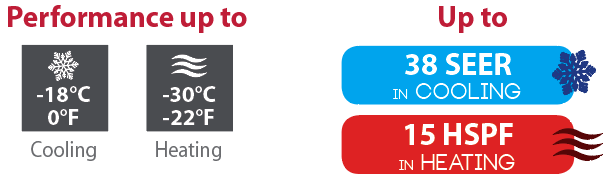 Performance up to
-18°C
0°F
Cooling
-30°C
-22°F
Heating
Up to
38 SEER
IN COOLING
15 HSPF
IN HEATING